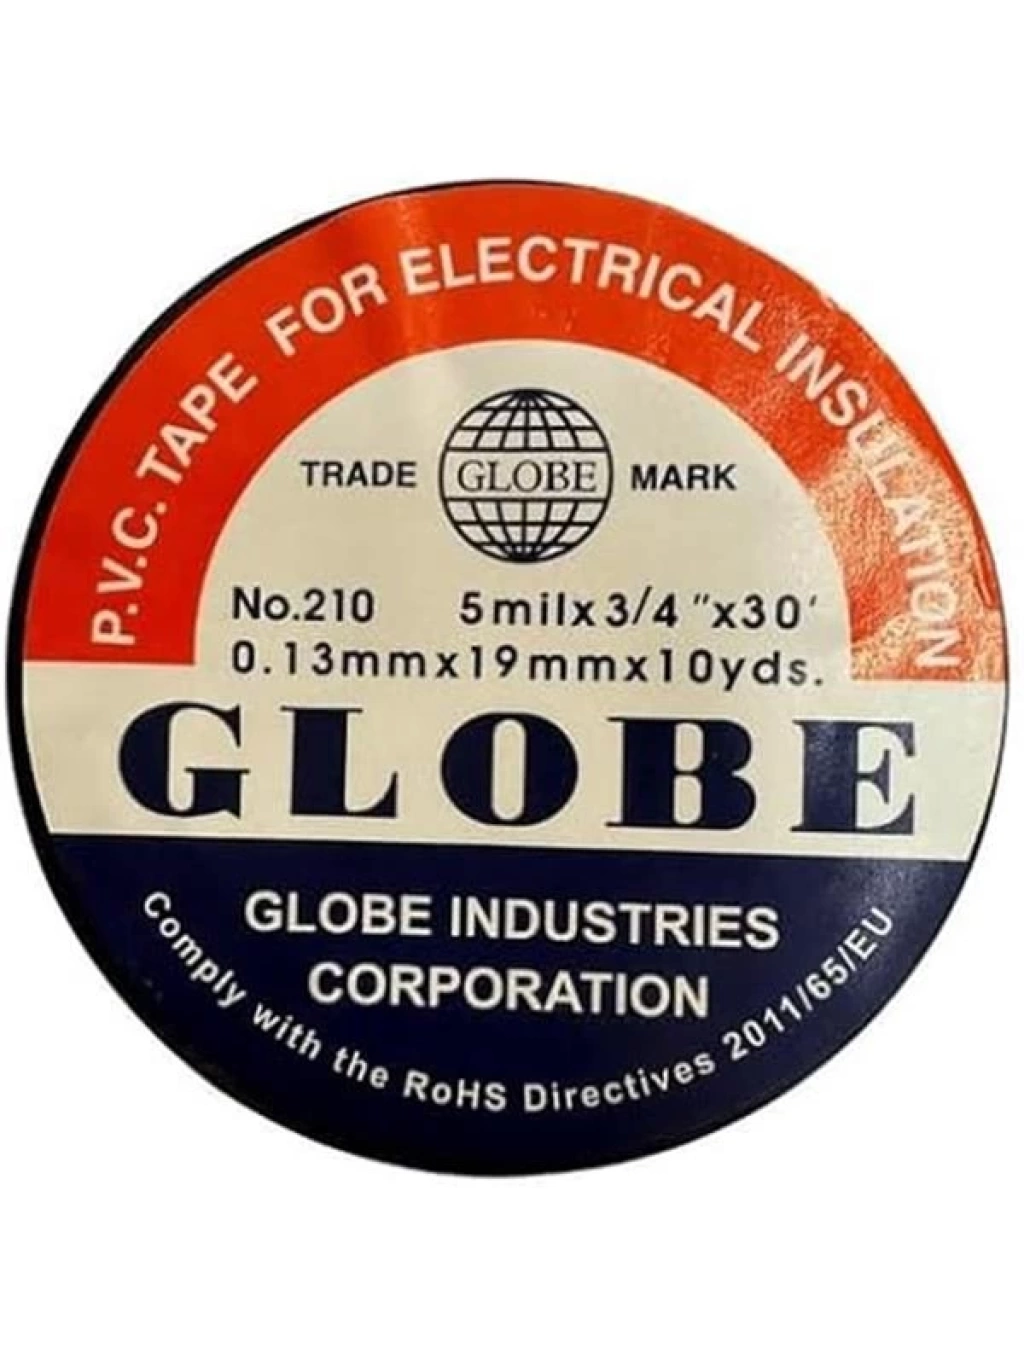 P.V.C. TAPE FOR ELECTRICAL INSULATION
TRADE GLOBE MARK
No.210 5milx3/4"x30'
0.13mmx19mmx10yds.
GLOBE
GLOBE INDUSTRIES
CORPORATION
Comply with the RoHS Directives 2011/65/EU